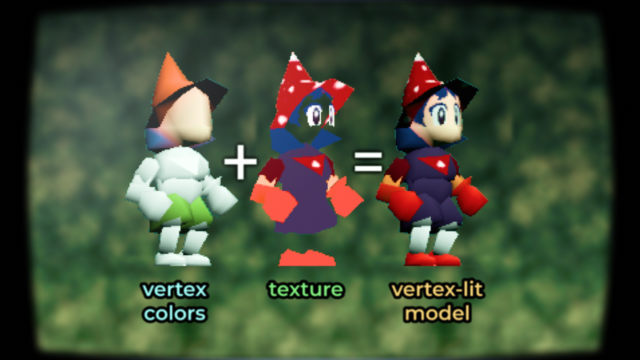 + =
vertex colors
texture
vertex-lit model